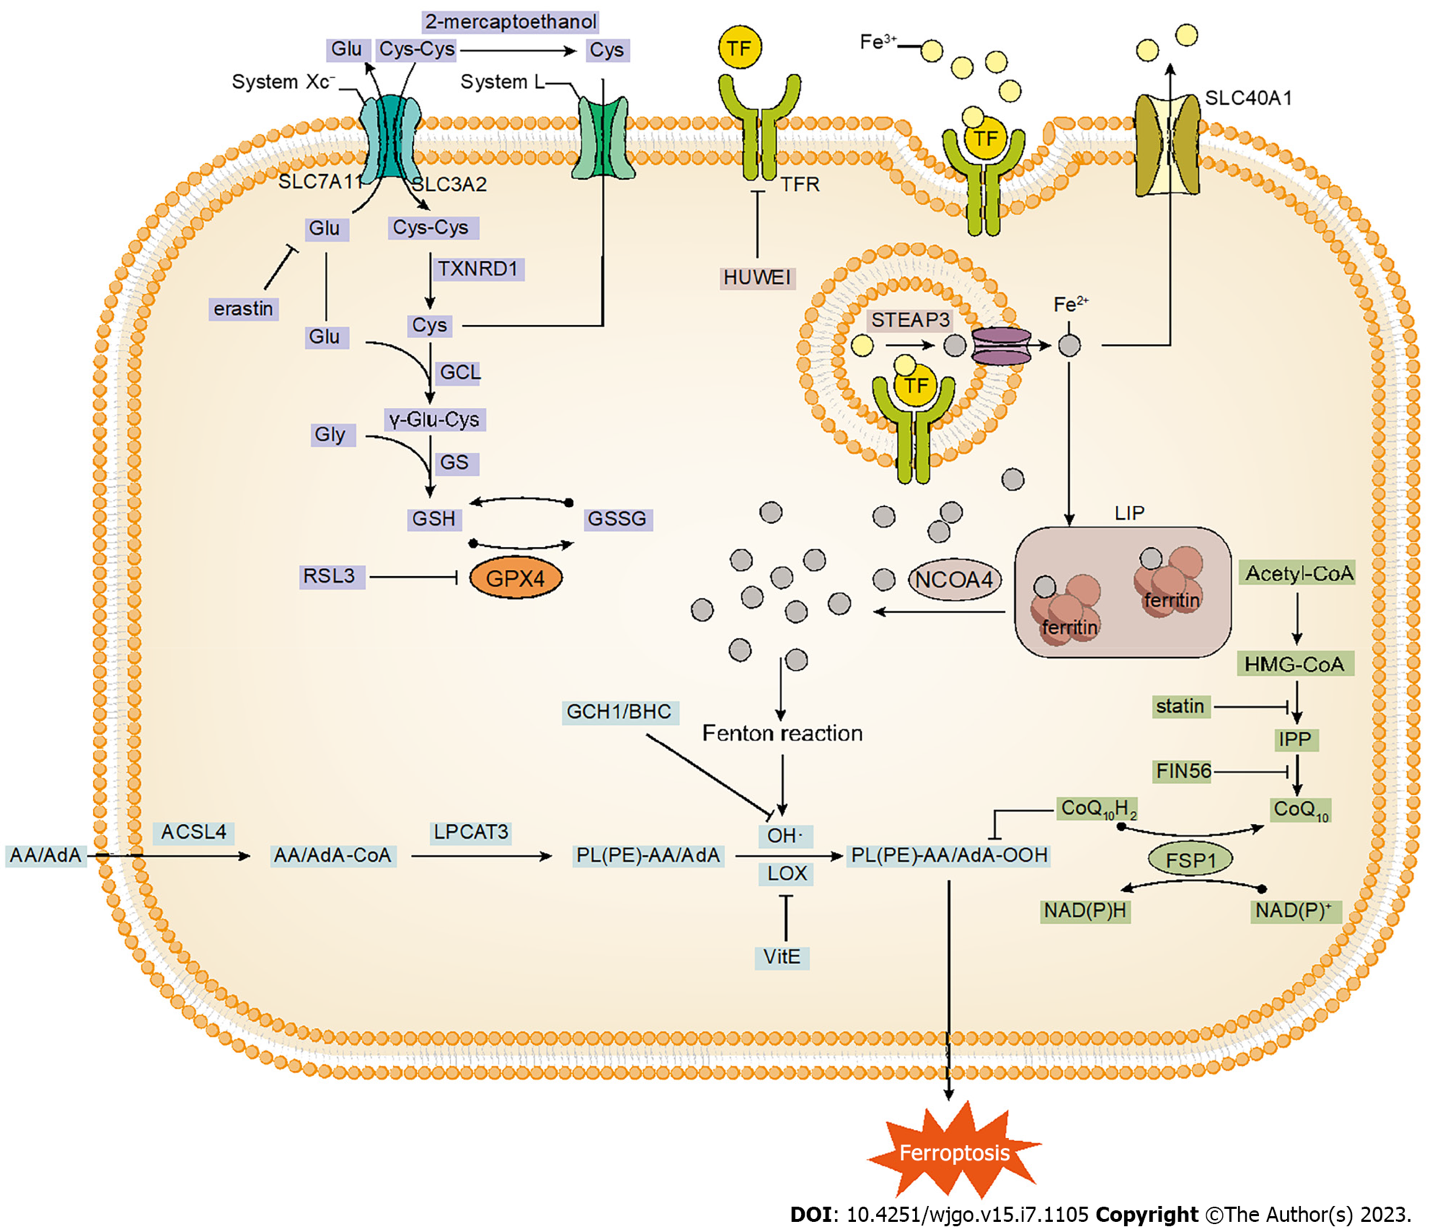 2-mercaptoethanol
Glu
Cys-Cys
Cys
TF
Fe³⁺
System Xc⁻
System L
SLC40A1
TF
SLC7A11
SLC3A2
TFR
Glu
Cys-Cys
TXNRD1
HUWEI
erastin
Glu
Cys
STEAP3
Fe²⁺
GCL
TF
γ-Glu-Cys
Gly
GS
GSH
GSSG
LIP
RSL3
GPX4
NCOA4
ferritin
ferritin
Acetyl-CoA
HMG-CoA
statin
GCH1/BHC
Fenton reaction
IPP
FIN56
CoQ₁₀H₂
CoQ₁₀
ACSL4
LPCAT3
OH·
AA/AdA
AA/AdA-CoA
PL(PE)-AA/AdA
PL(PE)-AA/AdA-OOH
FSP1
LOX
NAD(P)H
NAD(P)⁺
VitE
Ferroptosis
DOI: 10.4251/wjgo.v15.i7.1105 Copyright ©The Author(s) 2023.